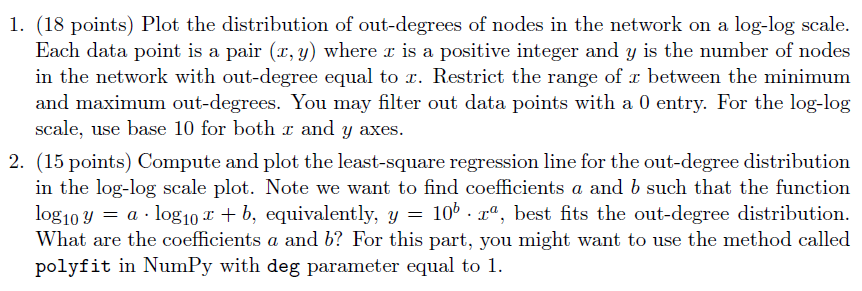 1. (18 points) Plot the distribution of out-degrees of nodes in the network on a log-log scale.
Each data point is a pair (x, y) where x is a positive integer and y is the number of nodes
in the network with out-degree equal to x. Restrict the range of x between the minimum
and maximum out-degrees. You may filter out data points with a 0 entry. For the log-log
scale, use base 10 for both x and y axes.
2. (15 points) Compute and plot the least-square regression line for the out-degree distribution
in the log-log scale plot. Note we want to find coefficients a and b such that the function
log₁₀ y = a · log₁₀ x + b, equivalently, y = 10ᵇ · xᵃ, best fits the out-degree distribution.
What are the coefficients a and b? For this part, you might want to use the method called
polyfit in NumPy with deg parameter equal to 1.